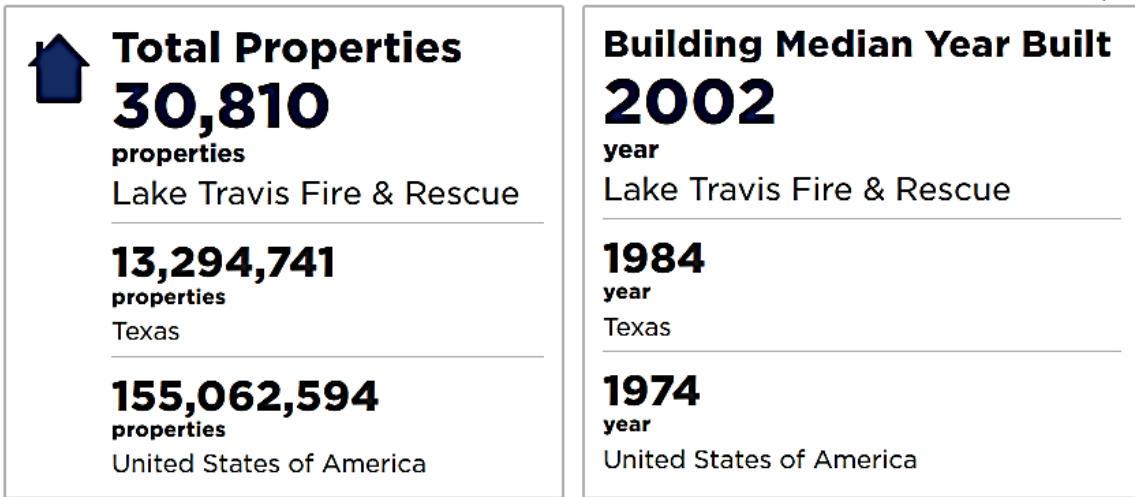 Total Properties
30,810
properties
Lake Travis Fire & Rescue
13,294,741
properties
Texas
155,062,594
properties
United States of America
Building Median Year Built
2002
year
Lake Travis Fire & Rescue
1984
year
Texas
1974
year
United States of America